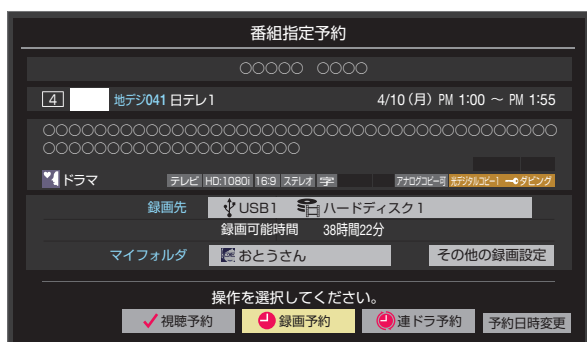 番組指定予約
○○○○○ ○○○○
4 地デジ041 日テレ1 4/10(月) PM 1:00 ~ PM 1:55
○○○○○○○○○○○○○○○○○○○○○○○○○○○○○○○○○○○
○○○○○○○○○○○○○○○○○○○○
ドラマ テレビ HD:1080i 16:9 ステレオ 字 アナログコピー可 光デジタルコピー1 ダビング
録画先 USB1 ハードディスク1
録画可能時間 38時間22分
マイフォルダ おとうさん その他の録画設定
操作を選択してください。
視聴予約 録画予約 連ドラ予約 予約日時変更